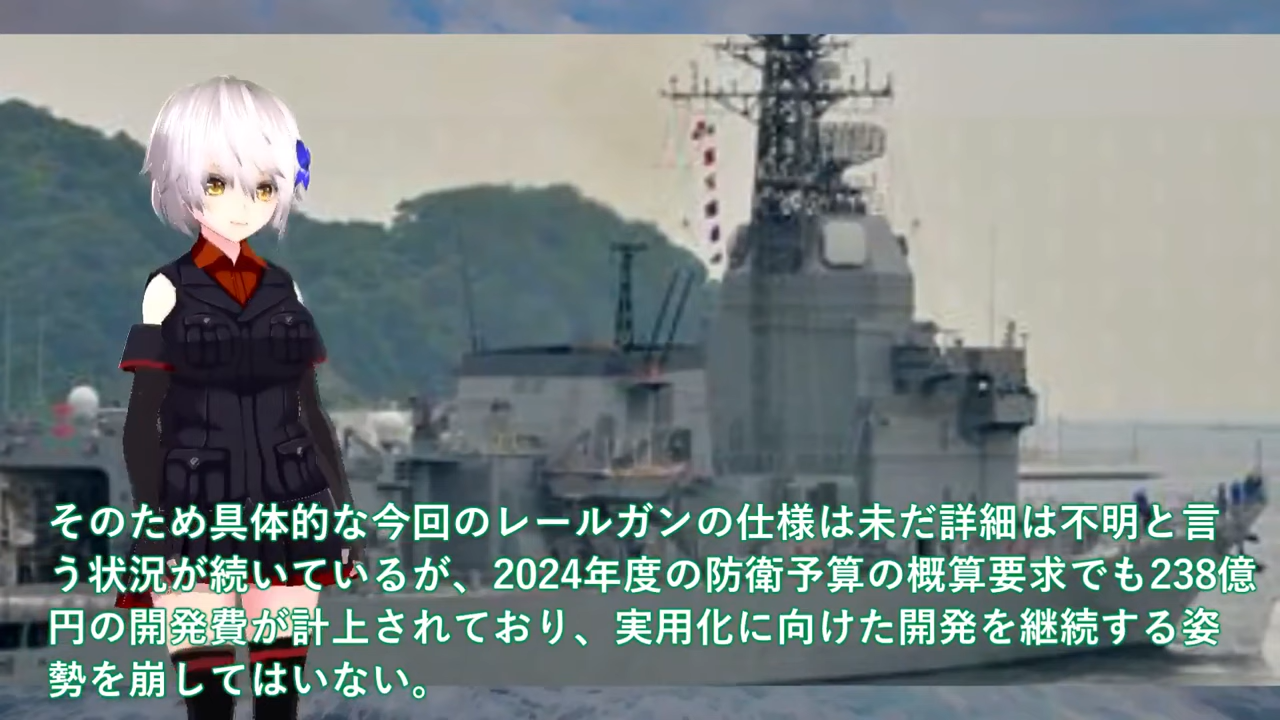 そのため具体的な今回のレールガンの仕様は未だ詳細は不明と言
う状況が続いているが、2024年度の防衛予算の概算要求でも238億
円の開発費が計上されており、実用化に向けた開発を継続する姿
勢を崩してはいない。